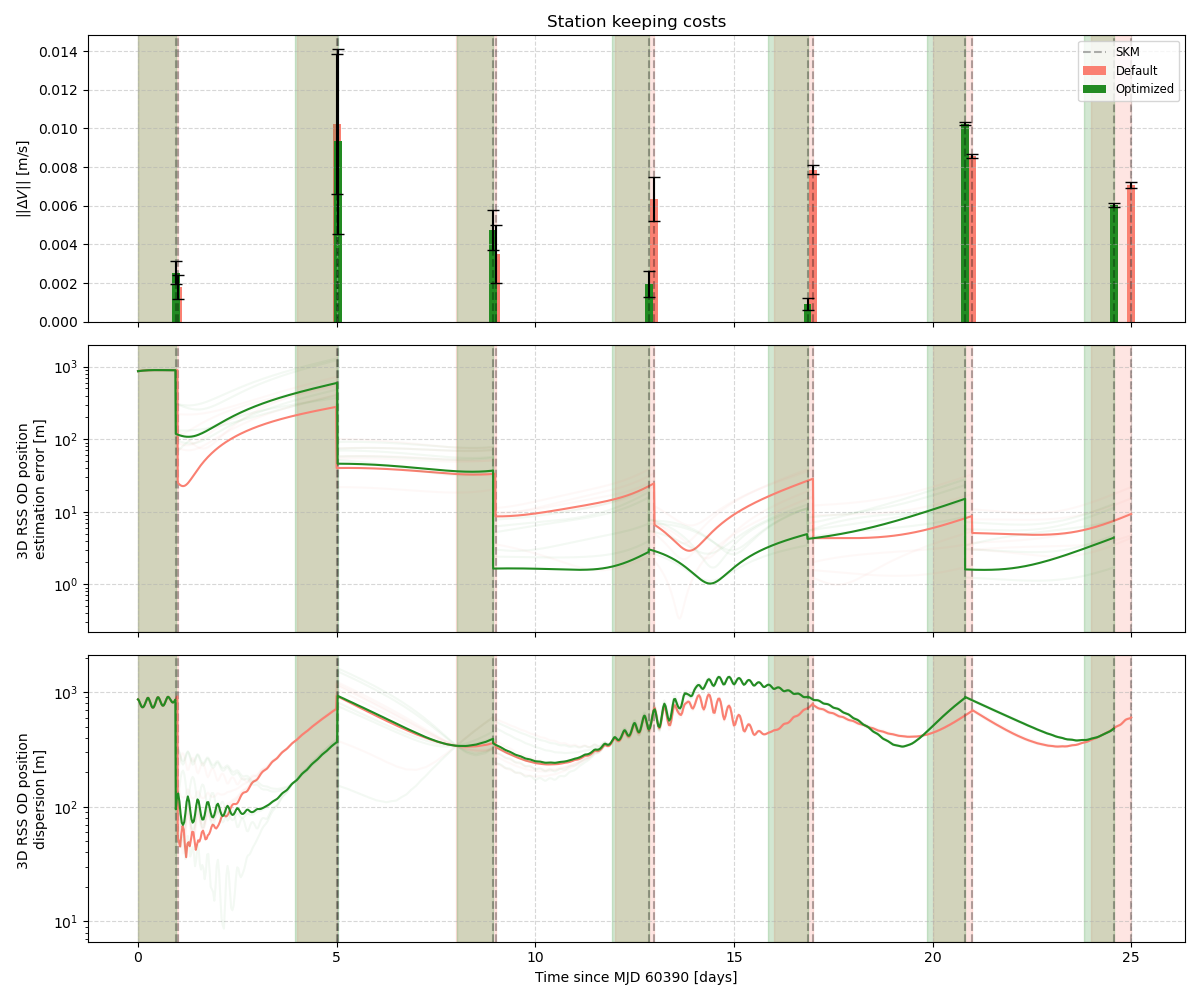 Station keeping costs
0.014
0.012
0.010
0.008
0.006
0.004
0.002
0.000
||ΔV|| [m/s]
SKM
Default
Optimized
10³
10²
10¹
10⁰
3D RSS OD position
estimation error [m]
10³
10²
10¹
3D RSS OD position
dispersion [m]
0
5
10
15
20
25
Time since MJD 60390 [days]